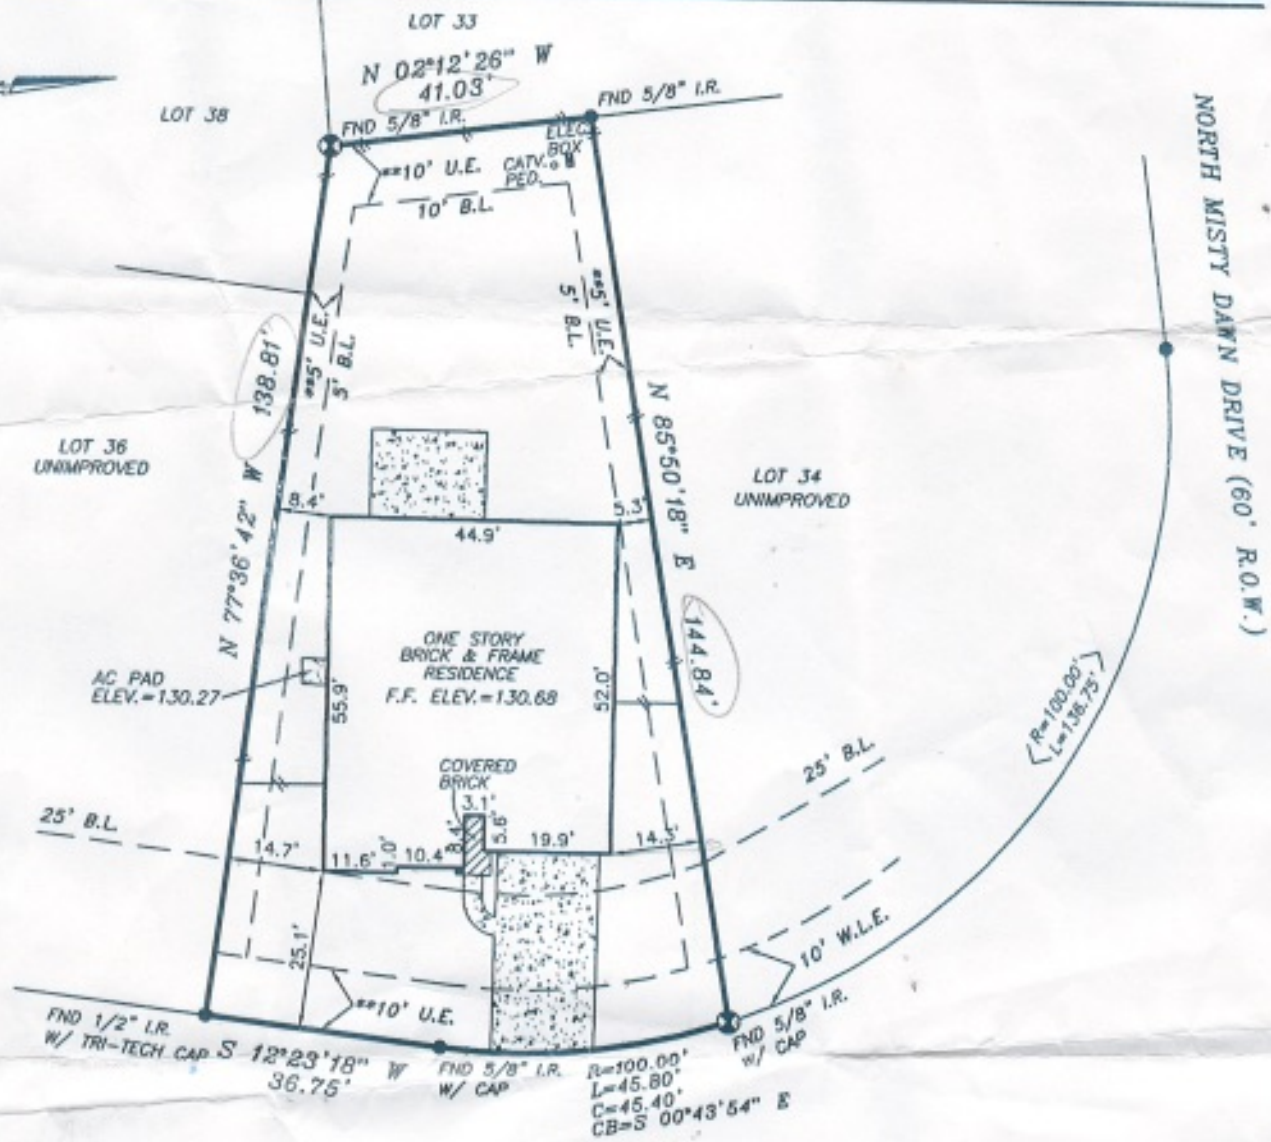 LOT 33
N 02°12'26" W
41.03'
LOT 38
FND 5/8" I.R.
FND 5/8" I.R.
ELEC.
BOX
**10' U.E.
CATV.
PED.
10' B.L.
NORTH MISTY DAWN DRIVE (60' R.O.W.)
**5' U.E.
5' B.L.
138.81'
**5' U.E.
5' B.L.
N 77°36'42" W
N 85°50'18" E
144.84'
LOT 36
UNIMPROVED
LOT 34
UNIMPROVED
8.4'
5.3'
44.9'
ONE STORY
BRICK & FRAME
RESIDENCE
F.F. ELEV.=130.68
AC PAD
ELEV.=130.27
55.9'
52.0'
R=100.00'
L=138.75'
COVERED
BRICK
3.1'
8.4'
5.6'
25' B.L.
25' B.L.
14.7'
11.6'
1.0'
10.4'
19.9'
14.3'
25.1'
10' W.L.E.
**10' U.E.
FND 1/2" I.R.
W/ TRI-TECH CAP
S 12°23'18" W
36.75'
FND 5/8" I.R.
W/ CAP
R=100.00'
L=45.80'
C=45.40'
CB=S 00°43'54" E
FND 5/8" I.R.
W/ CAP